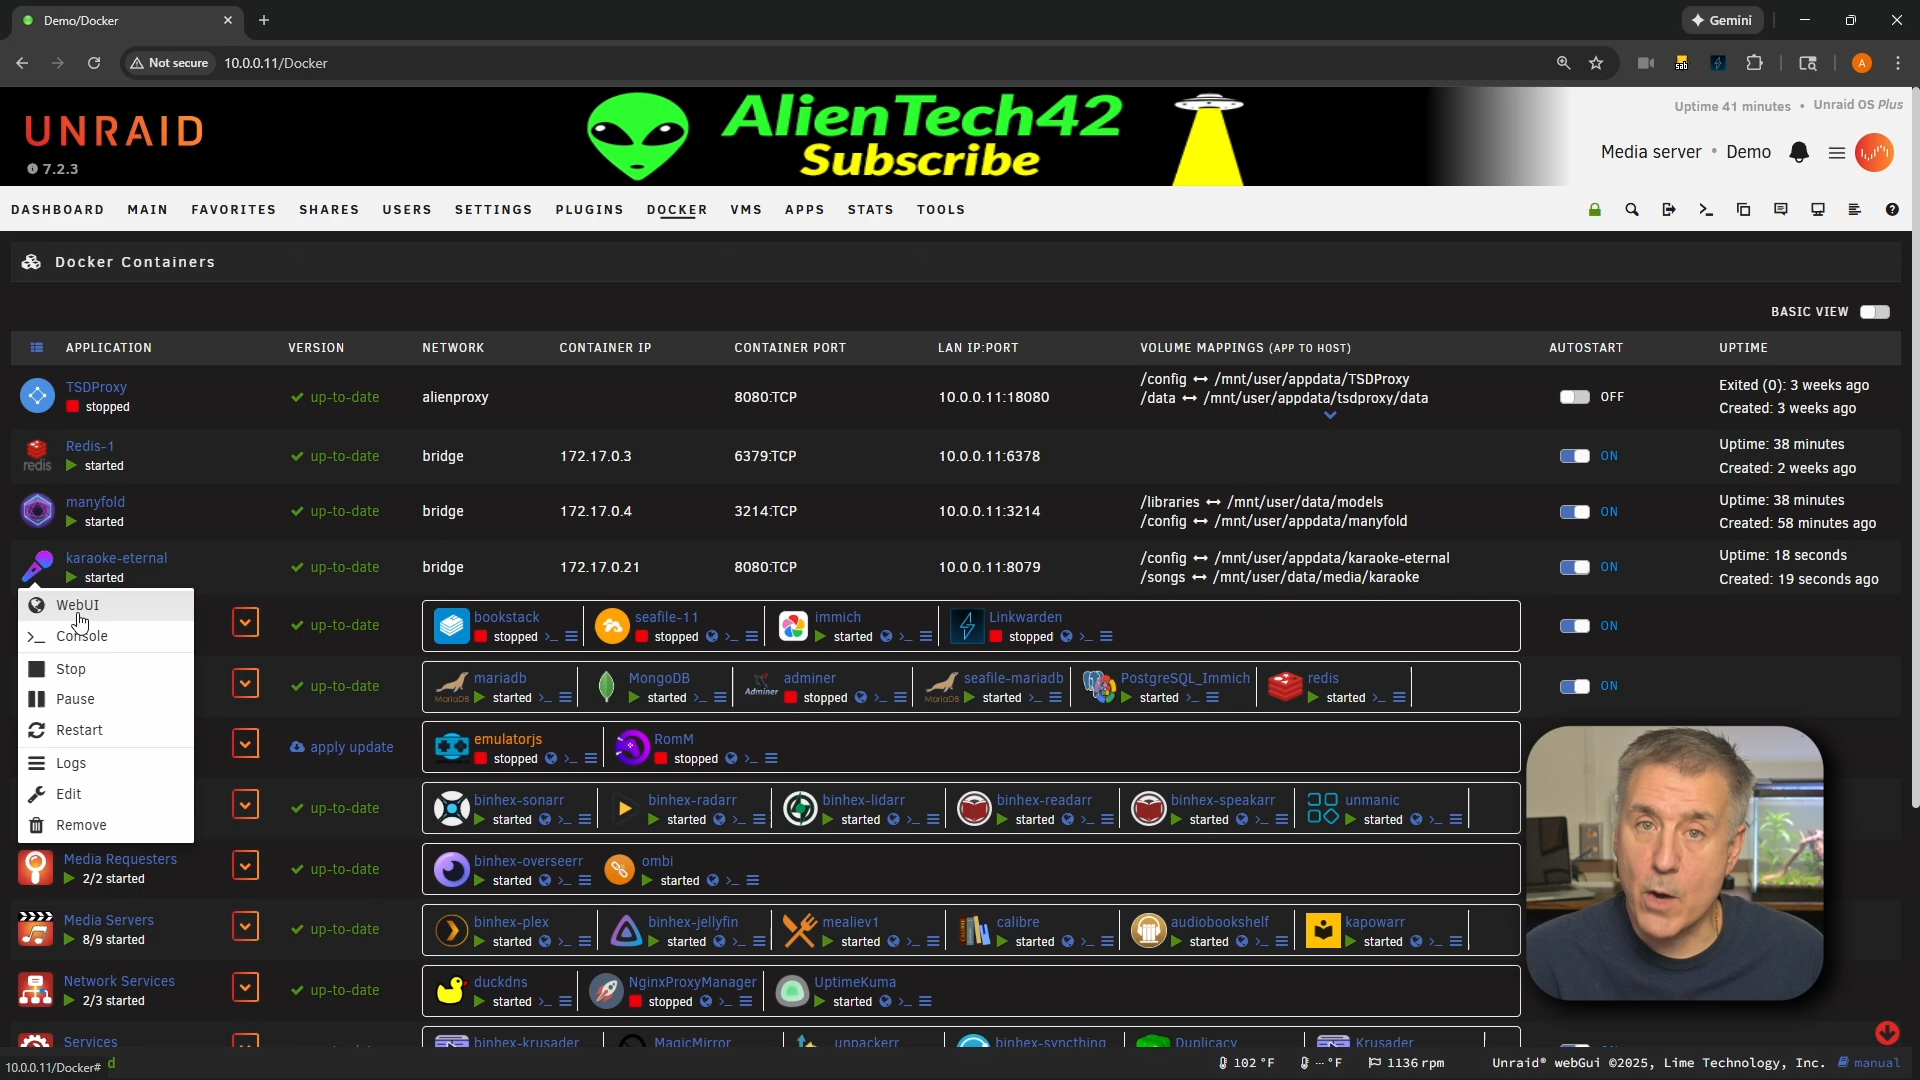 Demo/Docker
Gemini
Not secure
10.0.0.11/Docker
sab
A
UNRAID
7.2.3
AlienTech42
Subscribe
Uptime 41 minutes • Unraid OS Plus
Media server • Demo
DASHBOARD MAIN FAVORITES SHARES USERS SETTINGS PLUGINS DOCKER VMS APPS STATS TOOLS
Docker Containers
BASIC VIEW
APPLICATION VERSION NETWORK CONTAINER IP CONTAINER PORT LAN IP:PORT VOLUME MAPPINGS (APP TO HOST) AUTOSTART UPTIME
TSDProxy
stopped
up-to-date
alienproxy
8080:TCP
10.0.0.11:18080
/config ↔ /mnt/user/appdata/TSDProxy
/data ↔ /mnt/user/appdata/tsdproxy/data
OFF
Exited (0): 3 weeks ago
Created: 3 weeks ago
redis
Redis-1
started
up-to-date
bridge
172.17.0.3
6379:TCP
10.0.0.11:6378
ON
Uptime: 38 minutes
Created: 2 weeks ago
manyfold
started
up-to-date
bridge
172.17.0.4
3214:TCP
10.0.0.11:3214
/libraries ↔ /mnt/user/data/models
/config ↔ /mnt/user/appdata/manyfold
ON
Uptime: 38 minutes
Created: 58 minutes ago
karaoke-eternal
started
up-to-date
bridge
172.17.0.21
8080:TCP
10.0.0.11:8079
/config ↔ /mnt/user/appdata/karaoke-eternal
/songs ↔ /mnt/user/data/media/karaoke
ON
Uptime: 18 seconds
Created: 19 seconds ago
WebUI
Console
Stop
Pause
Restart
Logs
Edit
Remove
up-to-date
bookstack
stopped
seafile-11
stopped
immich
started
Linkwarden
stopped
ON
up-to-date
MariaDB
mariadb
started
MongoDB
started
Adminer
adminer
stopped
MariaDB
seafile-mariadb
started
PostgreSQL_Immich
started
redis
started
ON
apply update
emulatorjs
stopped
RomM
stopped
up-to-date
binhex-sonarr
started
binhex-radarr
started
binhex-lidarr
started
binhex-readarr
started
binhex-speakarr
started
unmanic
started
Media Requesters
2/2 started
up-to-date
binhex-overseerr
started
ombi
started
Media Servers
8/9 started
up-to-date
binhex-plex
started
binhex-jellyfin
started
mealiev1
started
calibre
started
audiobookshelf
started
kapowarr
started
Network Services
2/3 started
up-to-date
duckdns
started
NginxProxyManager
stopped
UptimeKuma
started
Services
binhex-krusader
MagicMirror
unpackerr
binhex-syncthing
Duplicacy
Krusader
10.0.0.11/Docker#
d
102 °F
-- °F
1136 rpm
Unraid® webGui ©2025, Lime Technology, Inc.
manual